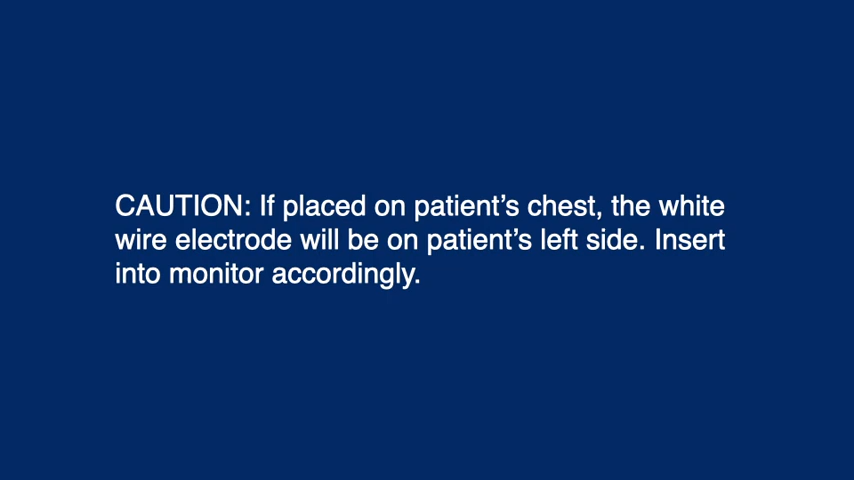 CAUTION: If placed on patient’s chest, the white
wire electrode will be on patient’s left side. Insert
into monitor accordingly.